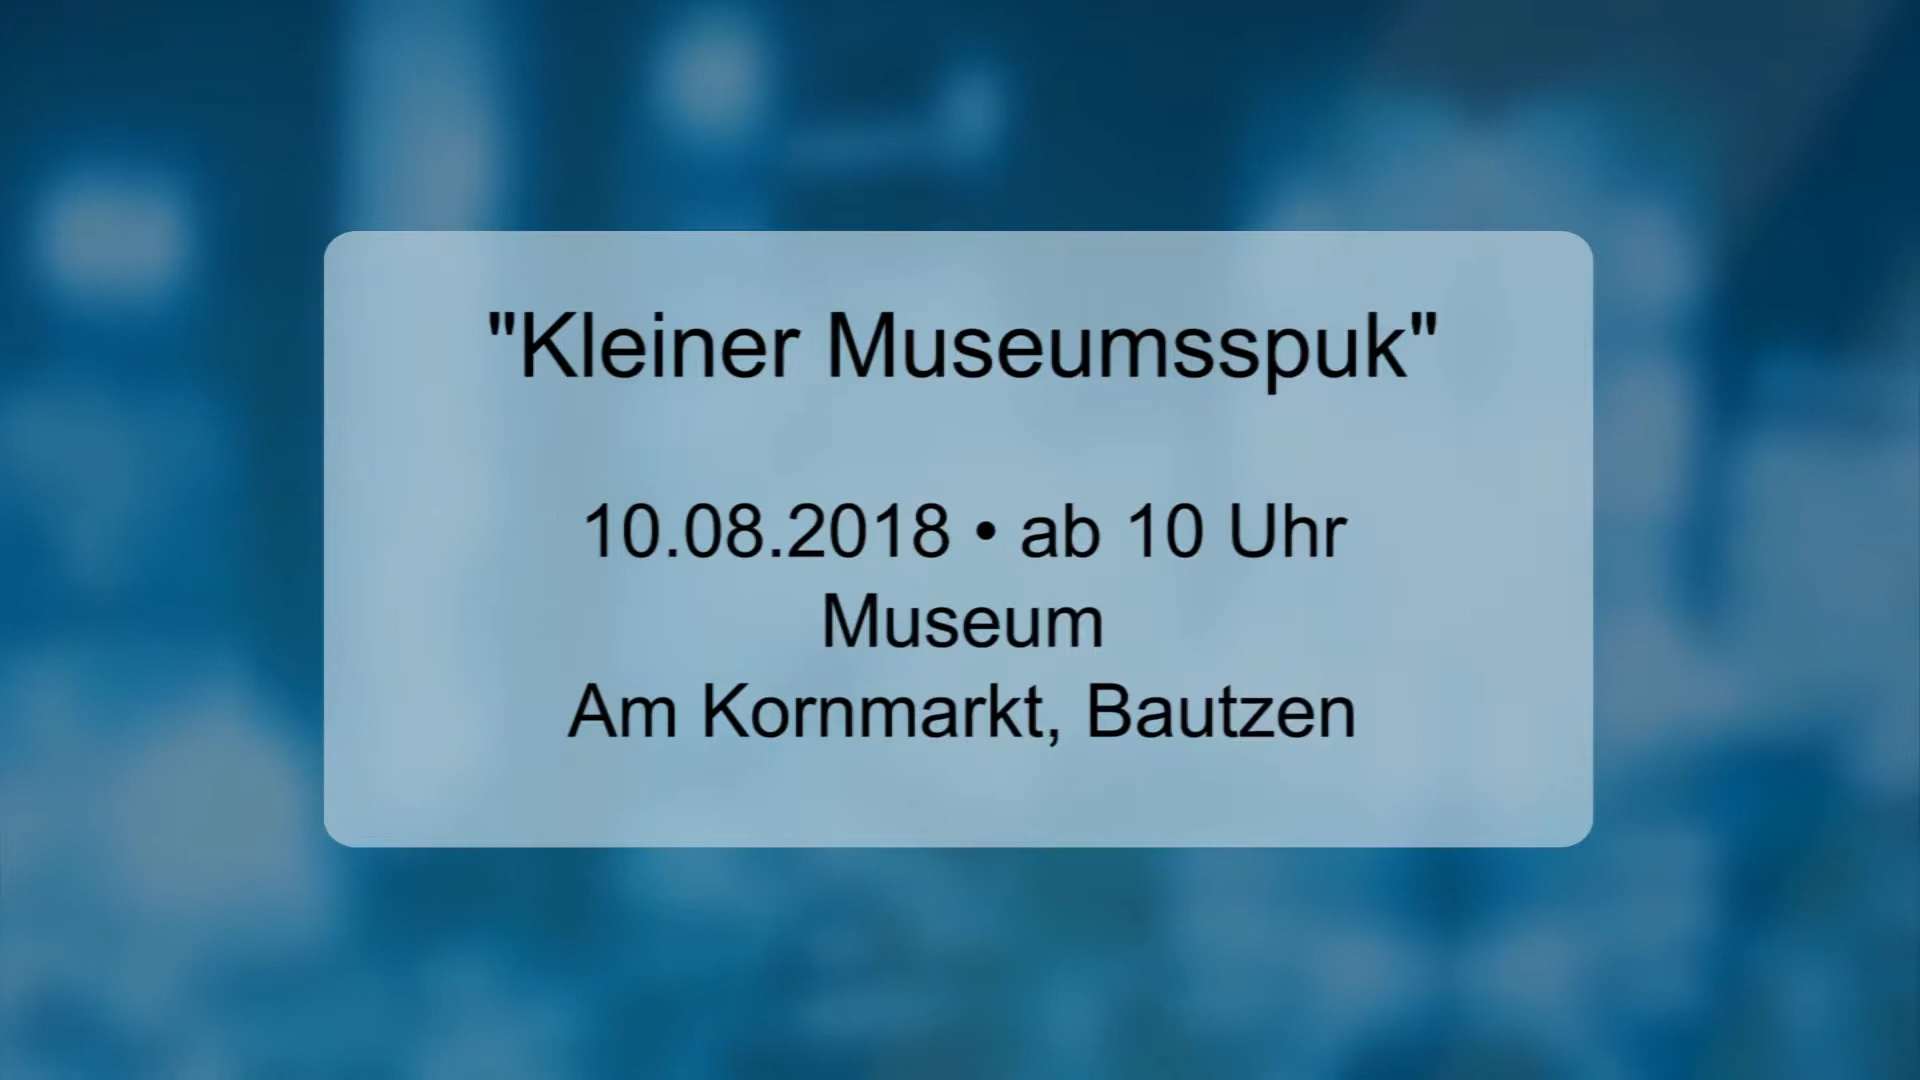 "Kleiner Museumsspuk"
10.08.2018 • ab 10 Uhr
Museum
Am Kornmarkt, Bautzen